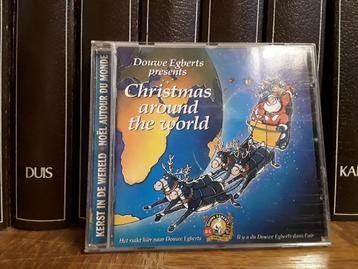 Douwe Egberts
presents
Christmas
around
the world
KERST IN DE WERELD - NOËL AUTOUR DU MONDE
Het ruikt hier naar Douwe Egberts
Il y a du Douwe Egberts dans l'air
DUIS
KA